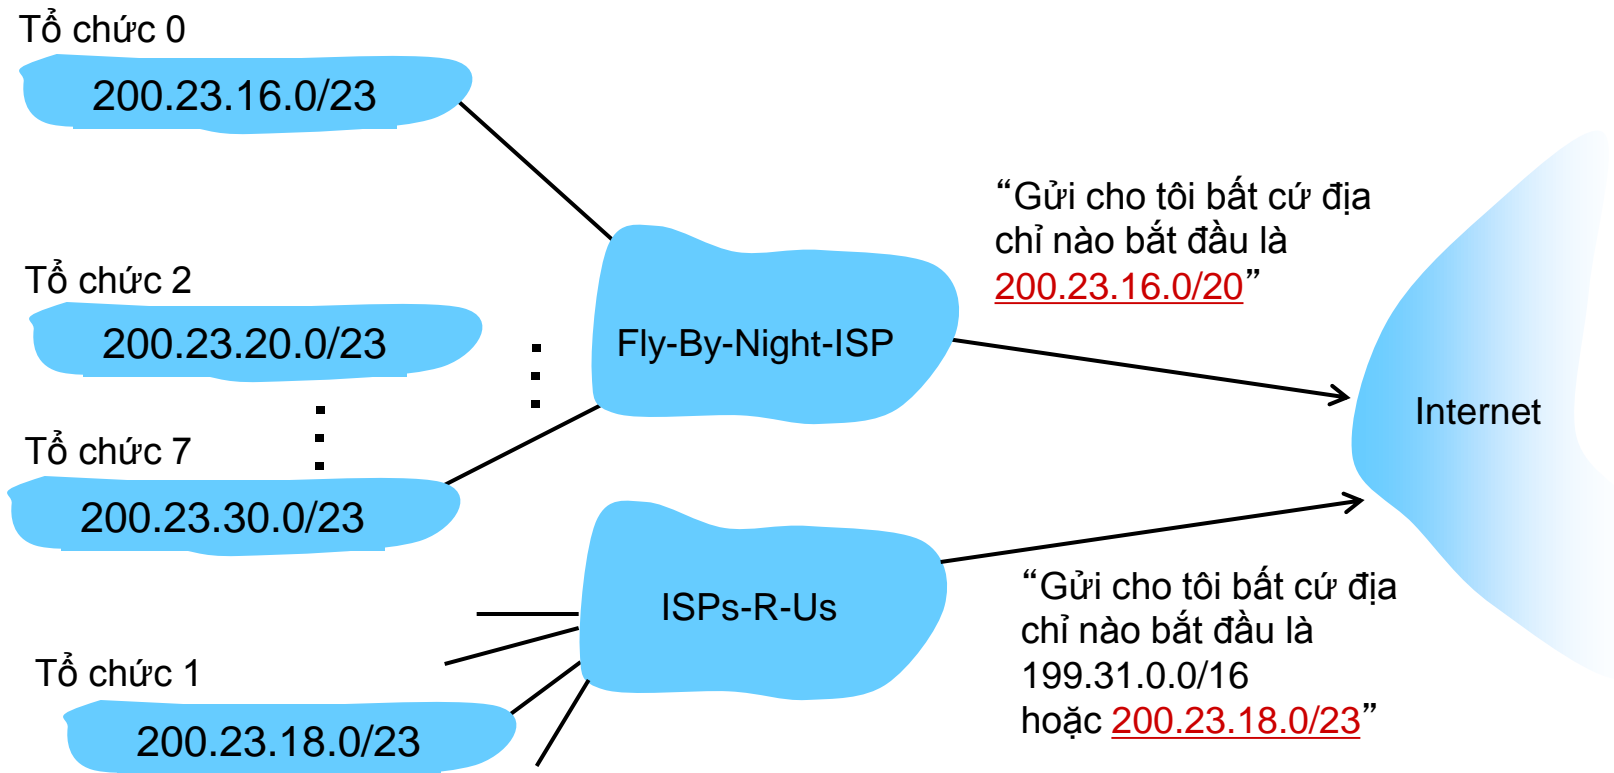 Tổ chức 0
200.23.16.0/23
“Gửi cho tôi bất cứ địa
chỉ nào bắt đầu là
200.23.16.0/20”
Tổ chức 2
200.23.20.0/23
Fly-By-Night-ISP
Internet
Tổ chức 7
200.23.30.0/23
ISPs-R-Us
“Gửi cho tôi bất cứ địa
chỉ nào bắt đầu là
199.31.0.0/16
hoặc 200.23.18.0/23”
Tổ chức 1
200.23.18.0/23